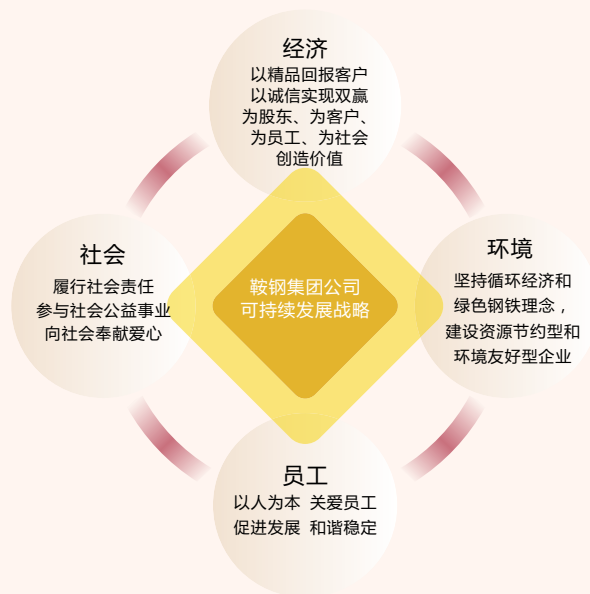 经济
以精品回报客户
以诚信实现双赢
为股东、为客户、
为员工、为社会
创造价值
社会
履行社会责任
参与社会公益事业
向社会奉献爱心
鞍钢集团公司
可持续发展战略
环境
坚持循环经济和
绿色钢铁理念，
建设资源节约型和
环境友好型企业
员工
以人为本 关爱员工
促进发展 和谐稳定